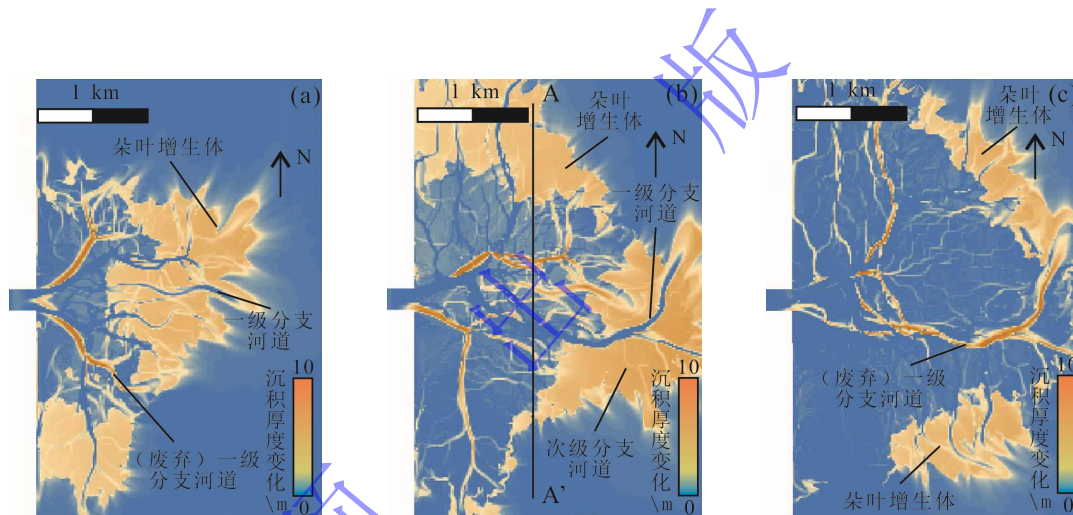 1 km
(a)
朵叶增生体
N
一级分支
河道
10
沉积厚度变化
\m
0
(废弃)一级
分支河道
1 km
A
(b)
朵叶
增生体
N
一级分支
河道
10
沉积厚度变化
\m
0
次级分支
河道
A’
1 km
(c)
朵叶
增生体
N
(废弃)一级
分支河道
10
沉积厚度变化
\m
0
朵叶增生体
版